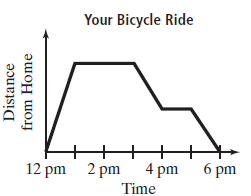 Your Bicycle Ride
Distance
from Home
12 pm 2 pm 4 pm 6 pm
Time